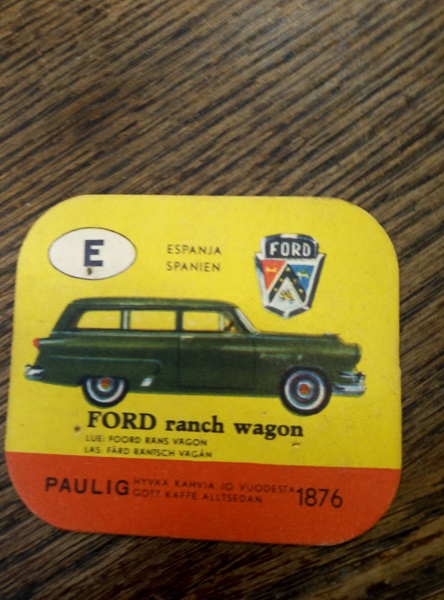 E
ESPANJA
SPANIEN
FORD
FORD ranch wagon
LUE: FOORD RÄNS VÄGON
LÄS: FÅRD RÄNTSCH VÄGÅN
PAULIG
HYVÄÄ KAHVIA JO VUODESTA
GOTT KAFFE ALLTSEDAN
1876